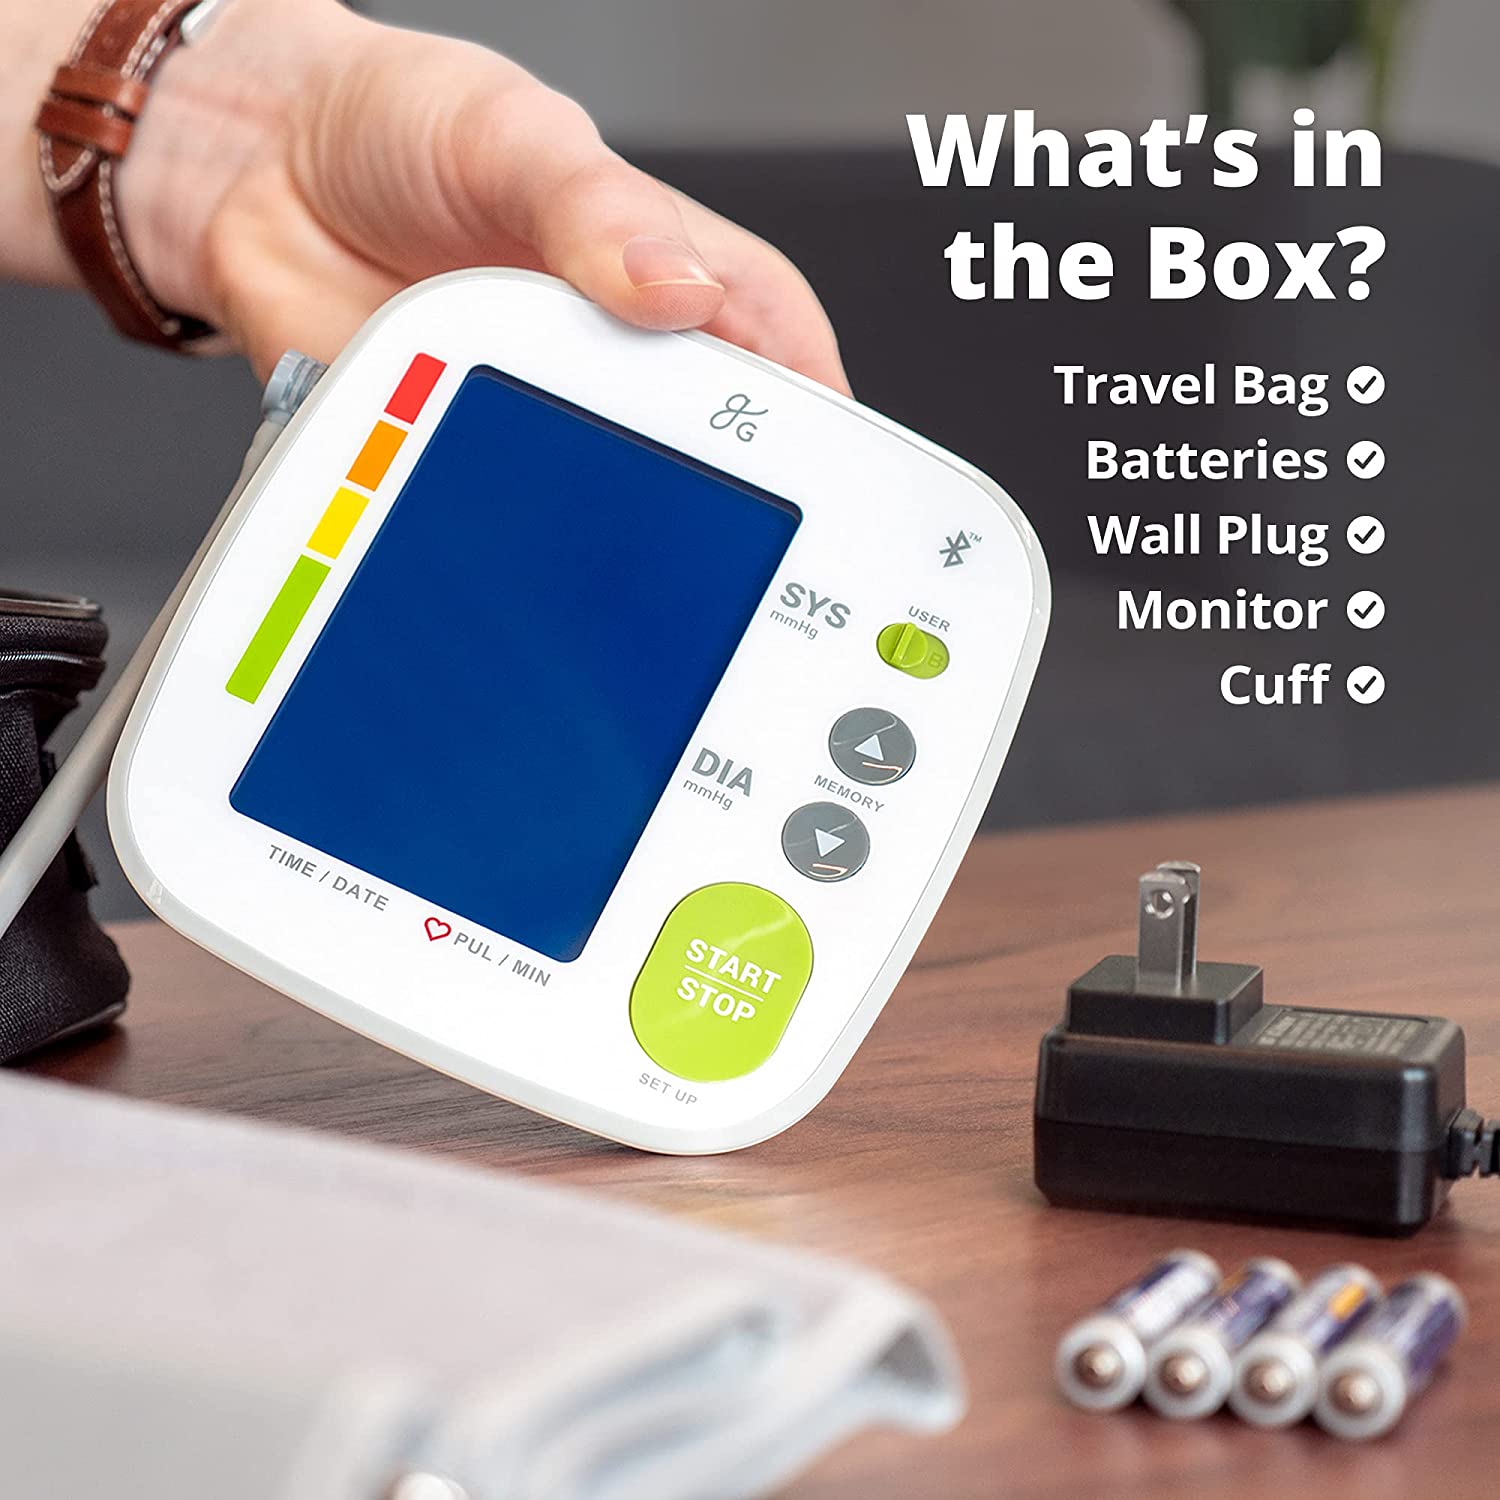 What's in
the Box?
Travel Bag
Batteries
Wall Plug
Monitor
Cuff
G
TM
SYS
mmHg
USER
B
DIA
mmHg
MEMORY
TIME / DATE
PUL / MIN
START
STOP
SET UP